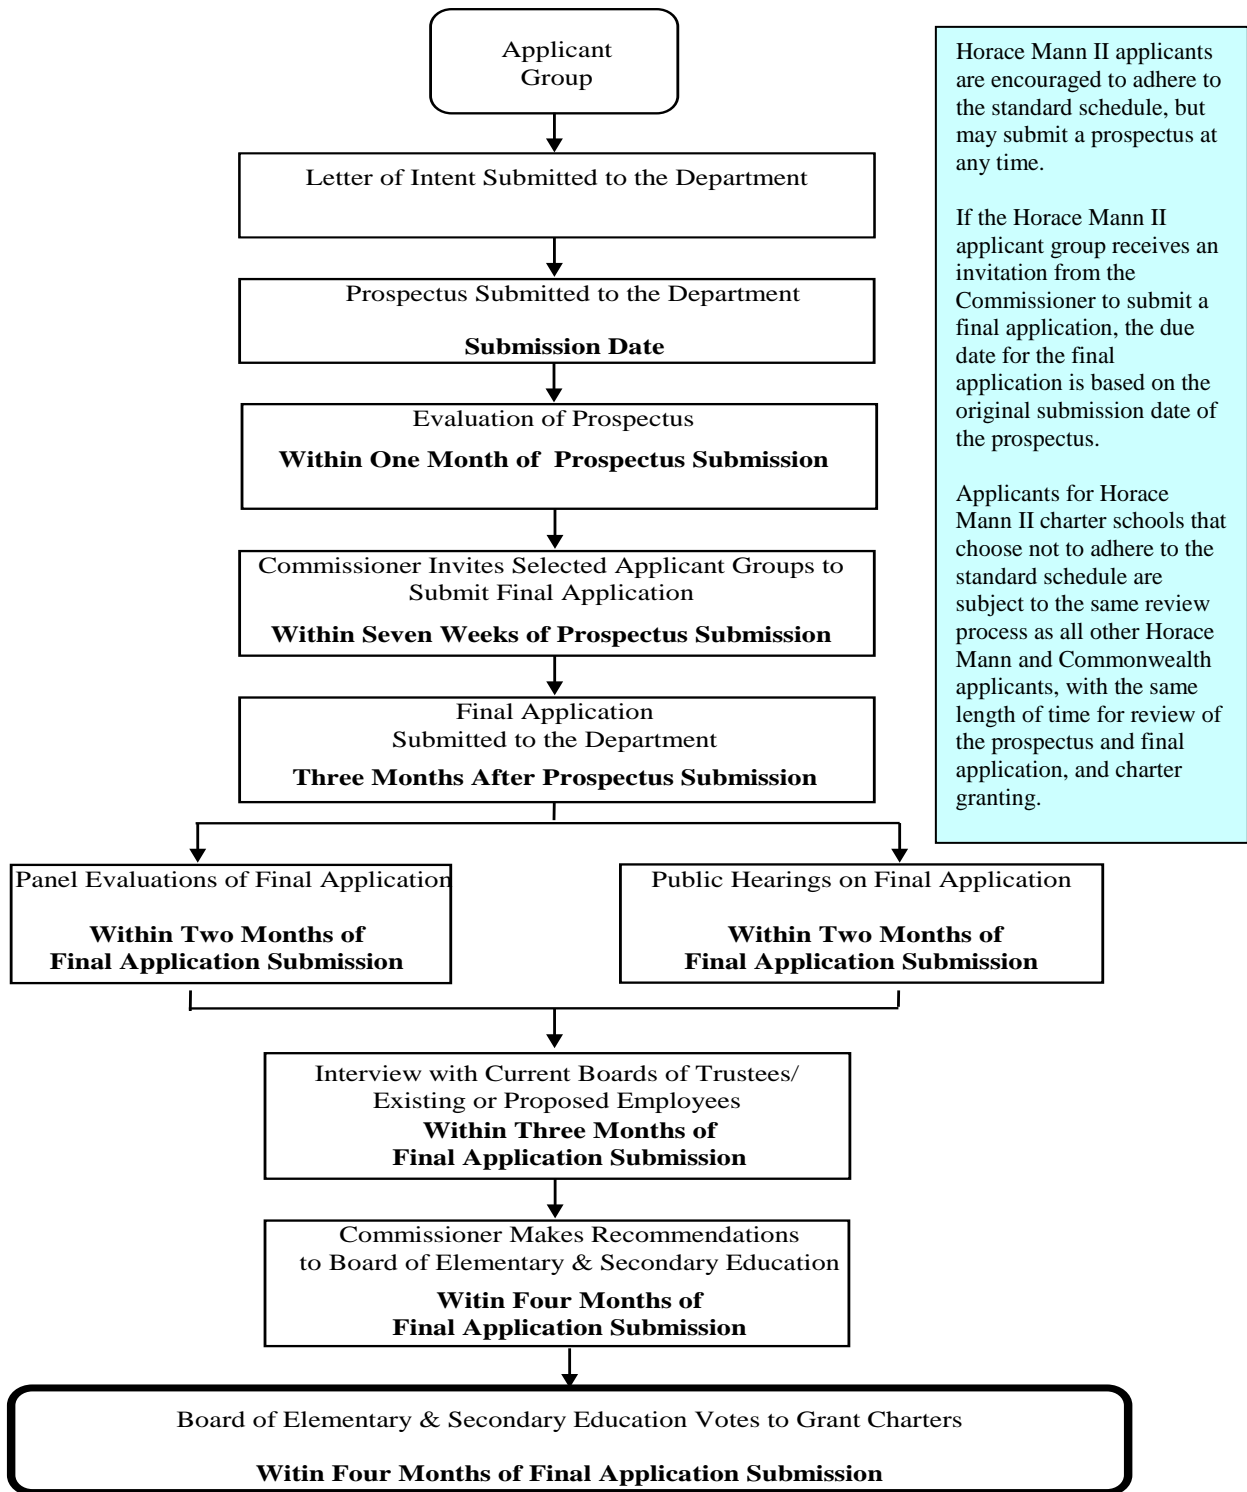 Applicant
Group
Letter of Intent Submitted to the Department
Prospectus Submitted to the Department
Submission Date
Evaluation of Prospectus
Within One Month of Prospectus Submission
Commissioner Invites Selected Applicant Groups to
Submit Final Application
Within Seven Weeks of Prospectus Submission
Final Application
Submitted to the Department
Three Months After Prospectus Submission
Panel Evaluations of Final Application
Within Two Months of
Final Application Submission
Public Hearings on Final Application
Within Two Months of
Final Application Submission
Interview with Current Boards of Trustees/
Existing or Proposed Employees
Within Three Months of
Final Application Submission
Commissioner Makes Recommendations
to Board of Elementary & Secondary Education
Witin Four Months of
Final Application Submission
Board of Elementary & Secondary Education Votes to Grant Charters
Witin Four Months of Final Application Submission
Horace Mann II applicants
are encouraged to adhere to
the standard schedule, but
may submit a prospectus at
any time.
If the Horace Mann II
applicant group receives an
invitation from the
Commissioner to submit a
final application, the due
date for the final
application is based on the
original submission date of
the prospectus.
Applicants for Horace
Mann II charter schools that
choose not to adhere to the
standard schedule are
subject to the same review
process as all other Horace
Mann and Commonwealth
applicants, with the same
length of time for review of
the prospectus and final
application, and charter
granting.